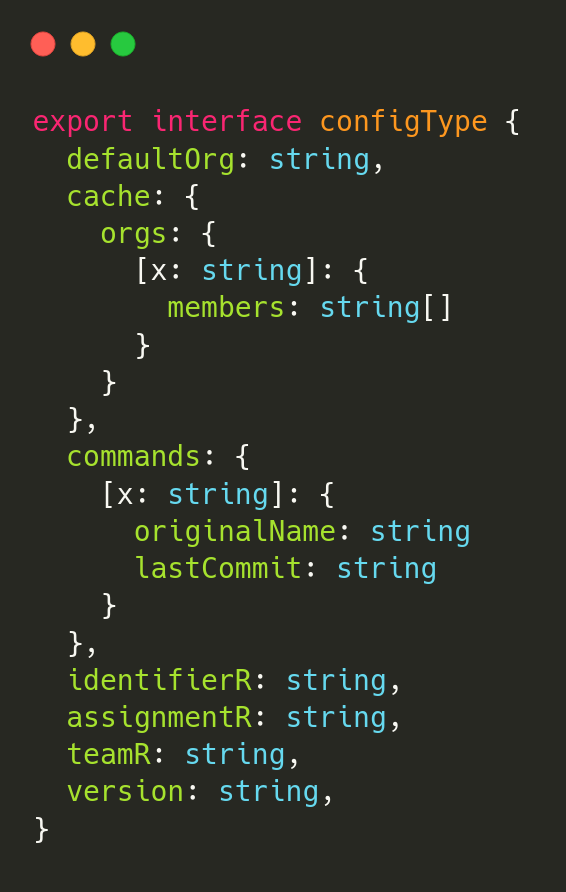 export interface configType {
  defaultOrg: string,
  cache: {
    orgs: {
      [x: string]: {
        members: string[]
      }
    }
  },
  commands: {
    [x: string]: {
      originalName: string
      lastCommit: string
    }
  },
  identifierR: string,
  assignmentR: string,
  teamR: string,
  version: string,
}